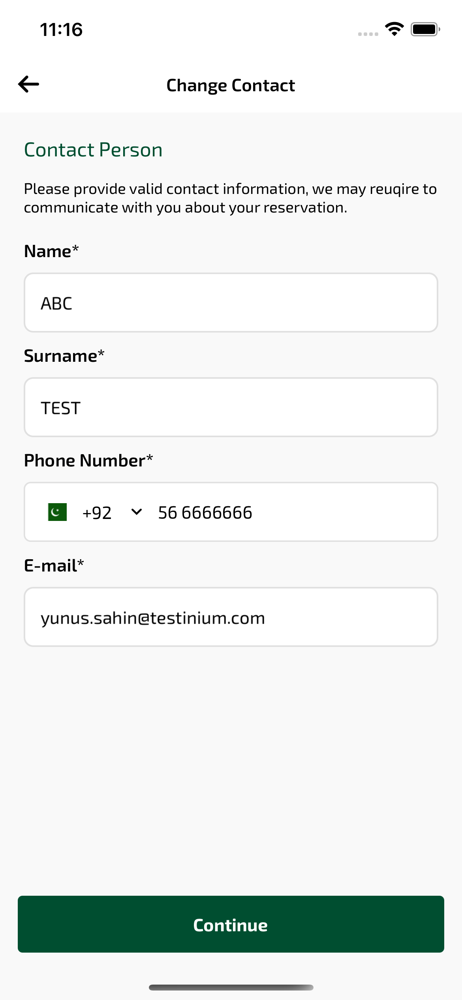 11:16
Change Contact
Contact Person
Please provide valid contact information, we may reuqire to
communicate with you about your reservation.
Name*
ABC
Surname*
TEST
Phone Number*
+92 56 6666666
E-mail*
yunus.sahin@testinium.com
Continue